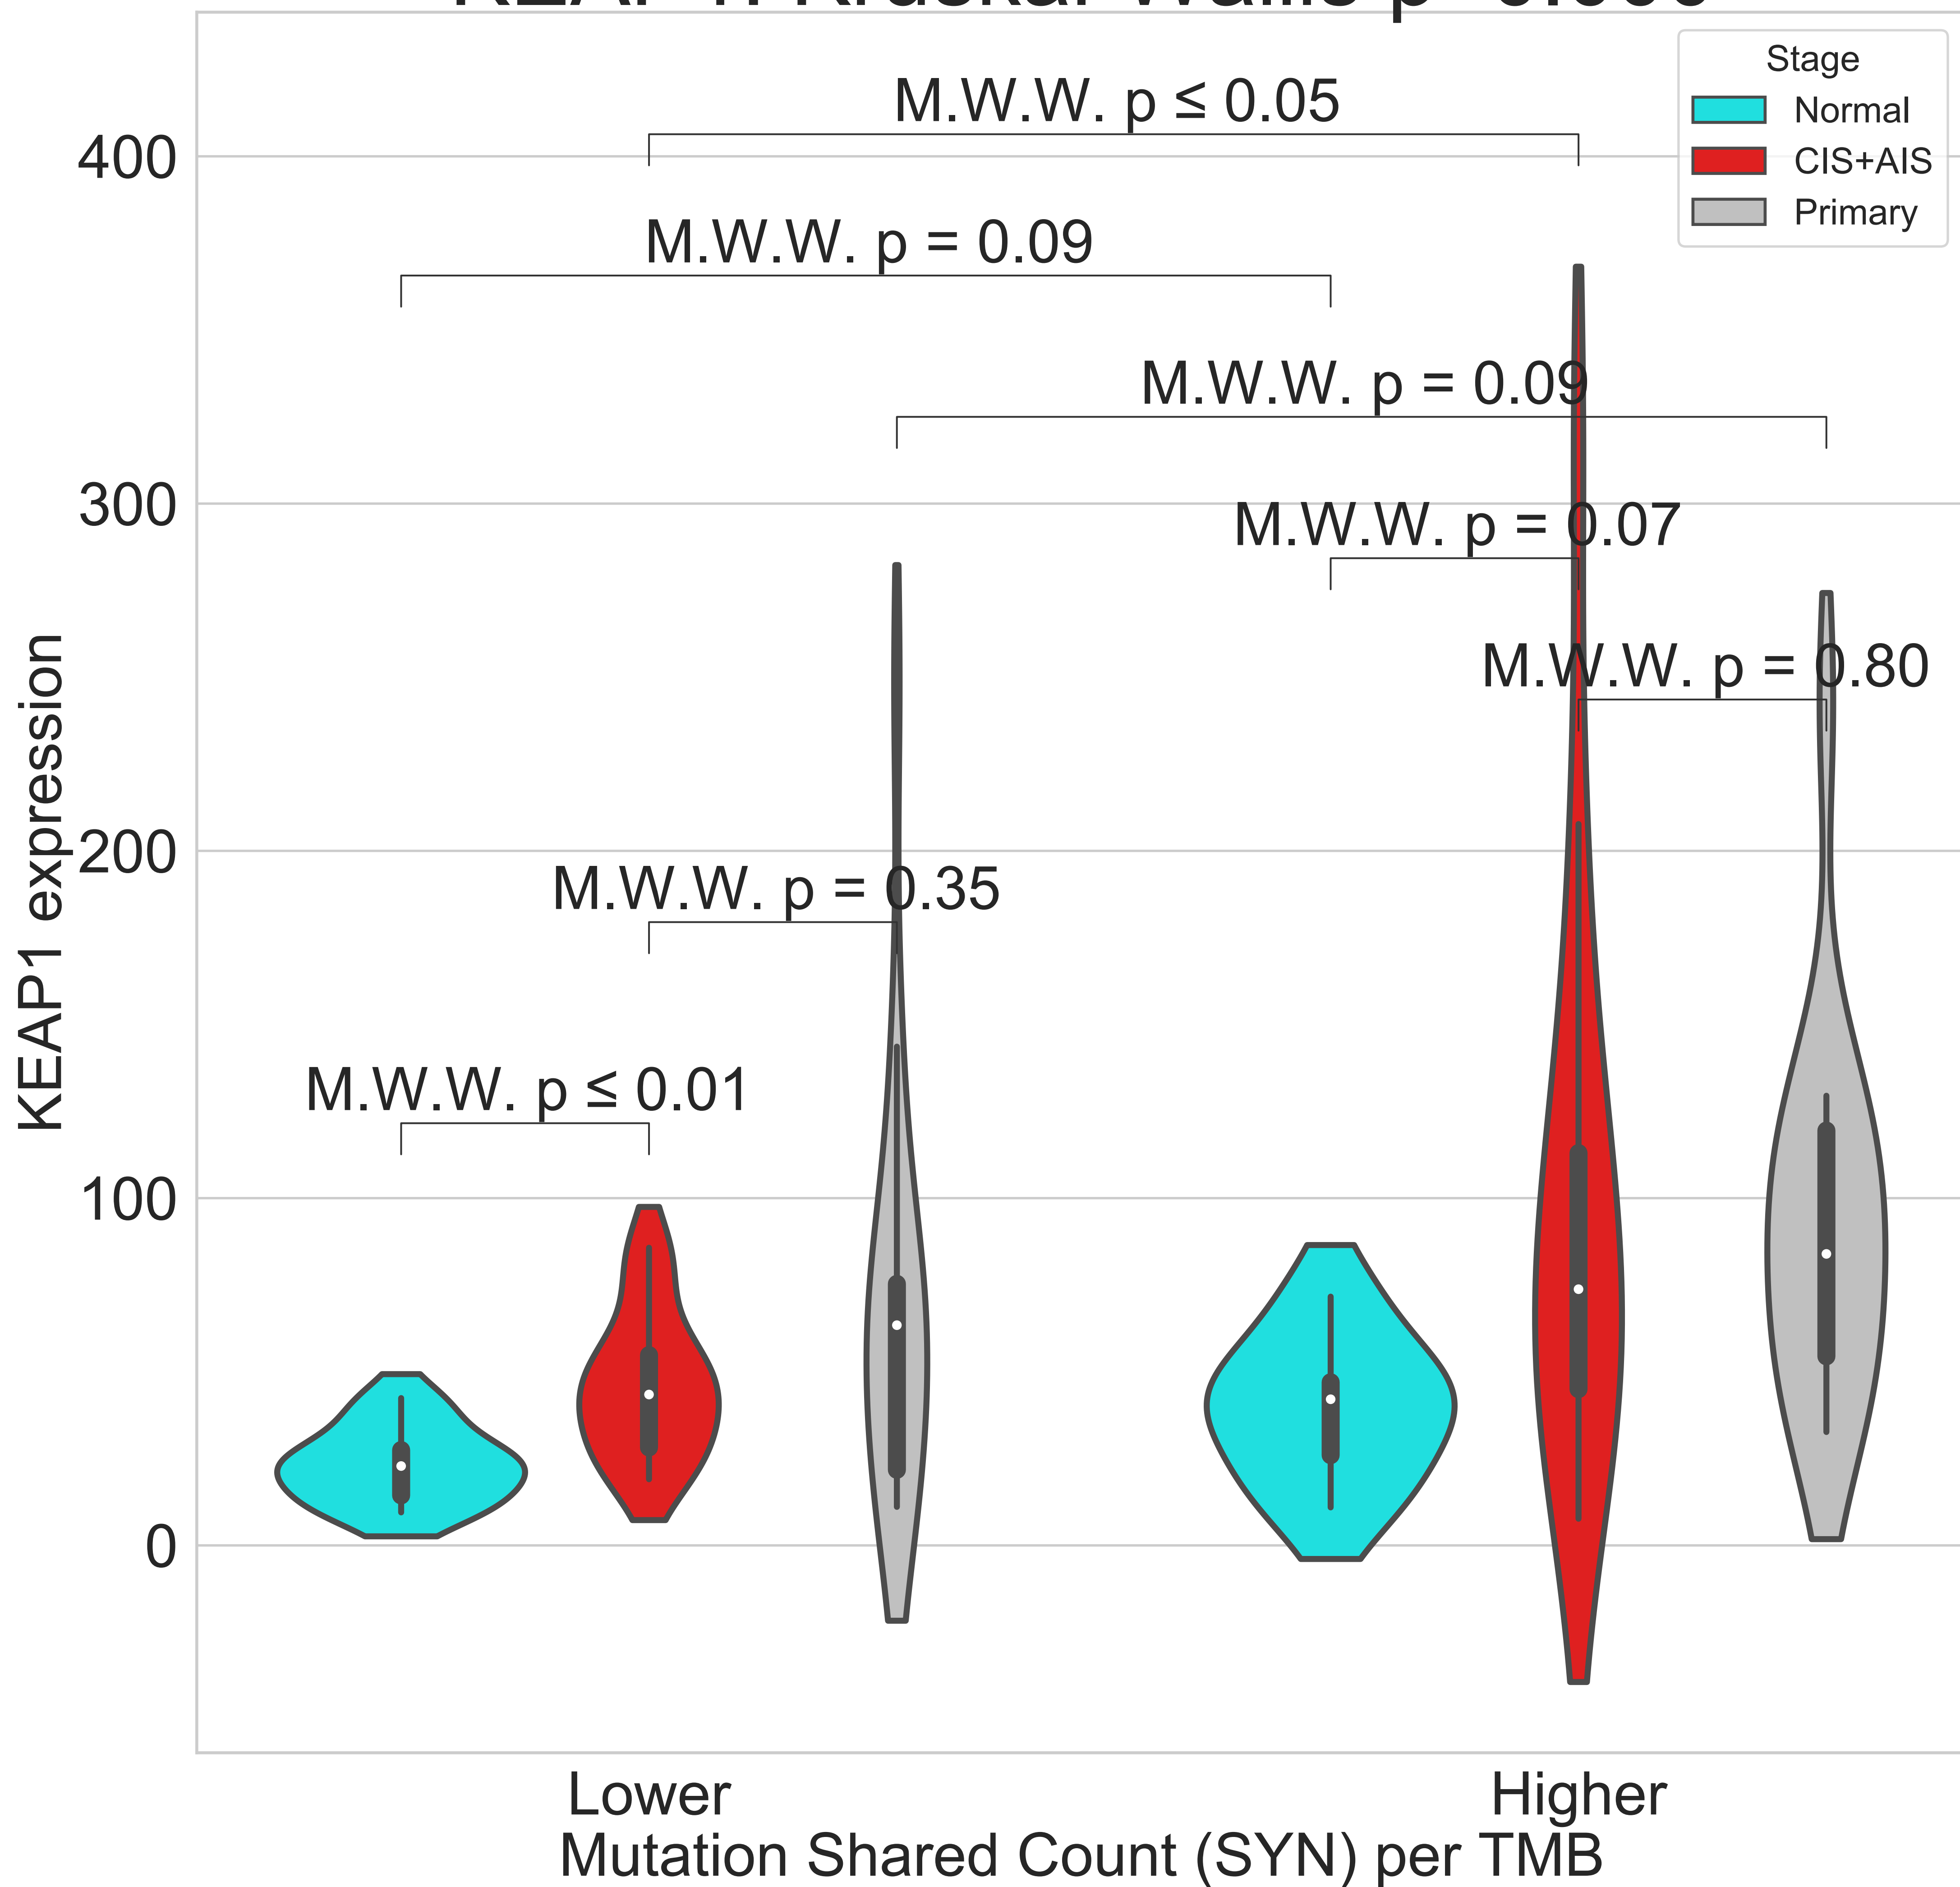 Stage
Normal
CIS+AIS
Primary
M.W.W. p ≤ 0.05
M.W.W. p = 0.09
M.W.W. p = 0.09
M.W.W. p = 0.07
M.W.W. p = 0.80
M.W.W. p = 0.35
M.W.W. p ≤ 0.01
400
300
200
100
0
KEAP1 expression
Lower
Higher
Mutation Shared Count (SYN) per TMB